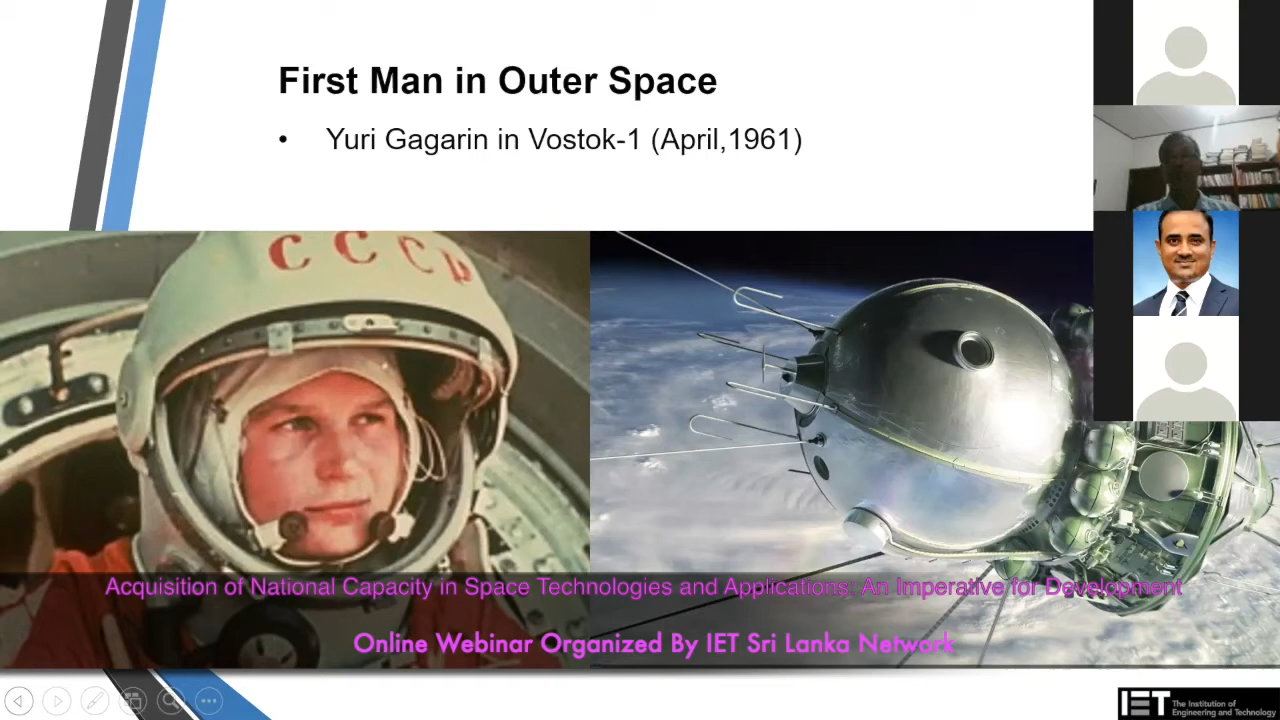 First Man in Outer Space
• Yuri Gagarin in Vostok-1 (April,1961)
СССР
Acquisition of National Capacity in Space Technologies and Applications; An Imperative for Development
Online Webinar Organized By IET Sri Lanka Network
IET The Institution of
Engineering and Technology